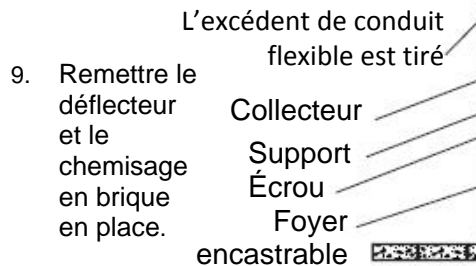 L’excédent de conduit
flexible est tiré
9. Remettre le
déflecteur
et le
chemisage
en brique
en place.
Collecteur
Support
Écrou
Foyer
encastrable